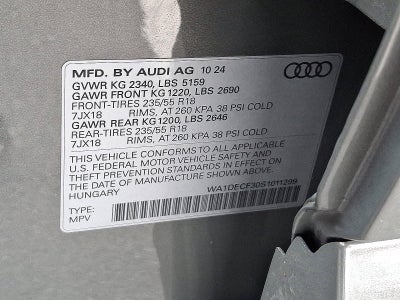 MFD. BY AUDI AG 10 24
GVWR KG 2340, LBS 5159
GAWR FRONT KG 1220, LBS 2690
FRONT-TIRES 235/55 R18
7JX18 RIMS, AT 260 KPA 38 PSI COLD
GAWR REAR KG 1200, LBS 2646
REAR-TIRES 235/55 R18
7JX18 RIMS, AT 260 KPA 38 PSI COLD
THIS VEHICLE CONFORMS TO ALL APPLICABLE
U.S. FEDERAL MOTOR VEHICLE SAFETY AND
THEFT PREVENTION STANDARDS IN EFFECT ON
THE DATE OF MANUFACTURE SHOWN ABOVE.
HUNGARY
WA1DECF30S1011299
TYPE:
MPV